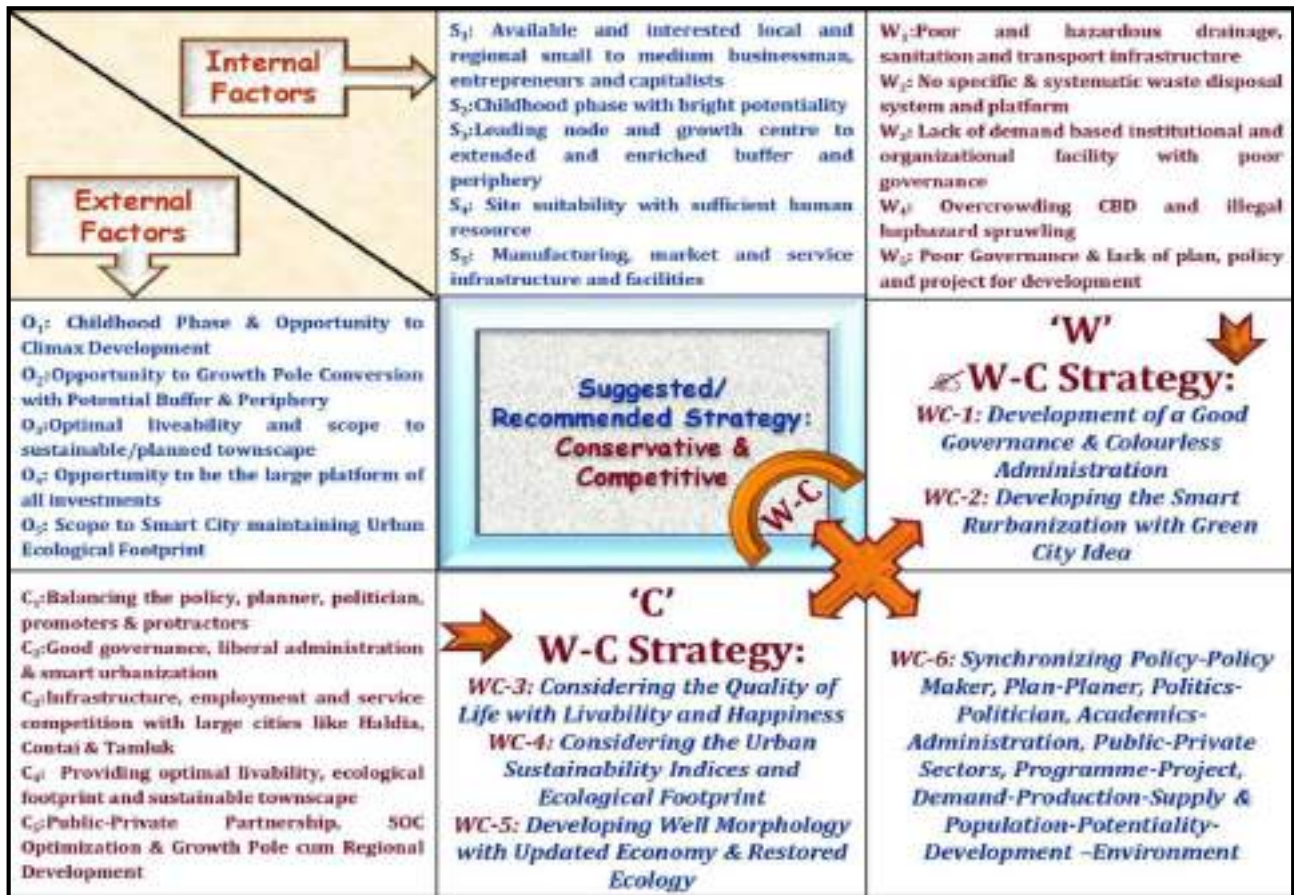 Internal
Factors
External
Factors
S1: Available and interested local and
regional small to medium businessman,
entrepreneurs and capitalists
S2:Childhood phase with bright potentiality
S3:Leading node and growth centre to
extended and enriched buffer and
periphery
S4: Site suitability with sufficient human
resource
S5: Manufacturing, market and service
infrastructure and facilities
W1:Poor and hazardous drainage,
sanitation and transport infrastructure
W2: No specific & systematic waste disposal
system and platform
W3: Lack of demand based institutional and
organizational facility with poor
governance
W4: Overcrowding CBD and illegal
haphazard sprawling
W5: Poor Governance & lack of plan, policy
and project for development
O1: Childhood Phase & Opportunity to
Climax Development
O2:Opportunity to Growth Pole Conversion
with Potential Buffer & Periphery
O3:Optimal liveability and scope to
sustainable/planned townscape
O4: Opportunity to be the large platform of
all investments
O5: Scope to Smart City maintaining Urban
Ecological Footprint
Suggested/
Recommended Strategy:
Conservative &
Competitive
W-C
'W'
W-C Strategy:
WC-1: Development of a Good
Governance & Colourless
Administration
WC-2: Developing the Smart
Rurbanization with Green
City Idea
C1:Balancing the policy, planner, politician,
promoters & protractors
C2:Good governance, liberal administration
& smart urbanization
C3:Infrastructure, employment and service
competition with large cities like Haldia,
Contai & Tamluk
C4: Providing optimal livability, ecological
footprint and sustainable townscape
C5:Public-Private Partnership, SOC
Optimization & Growth Pole cum Regional
Development
'C'
W-C Strategy:
WC-3: Considering the Quality of
Life with Livability and Happiness
WC-4: Considering the Urban
Sustainability Indices and
Ecological Footprint
WC-5: Developing Well Morphology
with Updated Economy & Restored
Ecology
WC-6: Synchronizing Policy-Policy
Maker, Plan-Planer, Politics-
Politician, Academics-
Administration, Public-Private
Sectors, Programme-Project,
Demand-Production-Supply &
Population-Potentiality-
Development –Environment